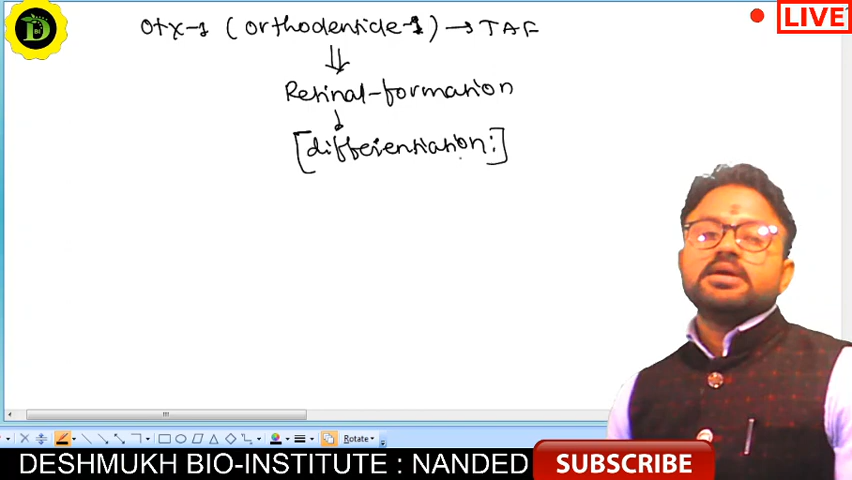 Otx-1 (Orthodenticle-1) → TAF
Retinal-formation
[differentiation:]
D
LIVE
Rotate
DESHMUKH BIO-INSTITUTE : NANDED
SUBSCRIBE